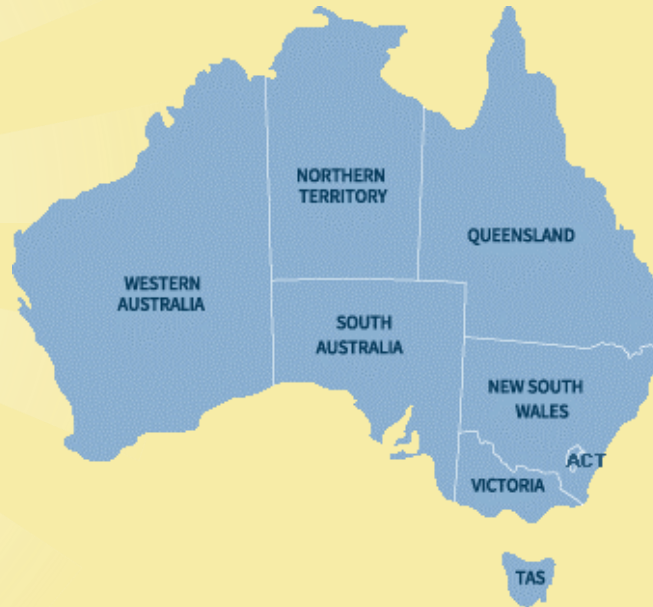 NORTHERN
TERRITORY
QUEENSLAND
WESTERN
AUSTRALIA
SOUTH
AUSTRALIA
NEW SOUTH
WALES
ACT
VICTORIA
TAS